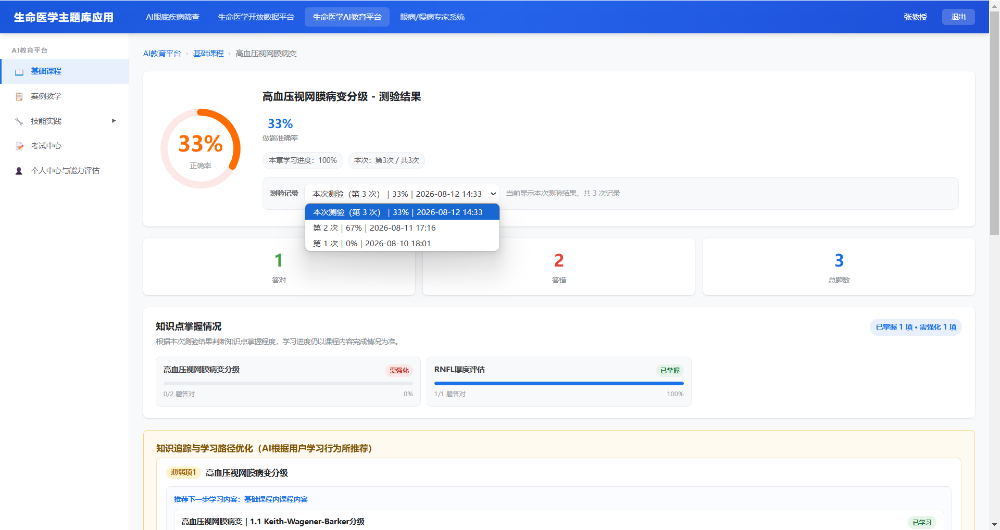 生命医学主题库应用
AI眼底疾病筛查
生命医学开放数据平台
生命医学AI教育平台
眼病/慢病专家系统
张教授
退出
AI教育平台
基础课程
案例教学
技能实践
考试中心
个人中心与能力评估
AI教育平台 › 基础课程 › 高血压视网膜病变
33%
正确率
高血压视网膜病变分级 - 测验结果
33%
做题准确率
本章学习进度：100%
本次：第3次 / 共3次
测验记录
本次测验（第 3 次） | 33% | 2026-08-12 14:33
当前显示本次测验结果，共 3 次记录
本次测验（第 3 次） | 33% | 2026-08-12 14:33
第 2 次 | 67% | 2026-08-11 17:16
第 1 次 | 0% | 2026-08-10 18:01
1
答对
2
答错
3
总题数
知识点掌握情况
已掌握 1 项 • 需强化 1 项
根据本次测验结果判断知识点掌握程度，学习进度仍以课程内容完成情况为准。
高血压视网膜病变分级
需强化
0/2 题答对
0%
RNFL厚度评估
已掌握
1/1 题答对
100%
知识追踪与学习路径优化（AI根据用户学习行为所推荐）
薄弱项1
高血压视网膜病变分级
推荐下一步学习内容：基础课程内课程内容
高血压视网膜病变 | 1.1 Keith-Wagener-Barker分级
已学习